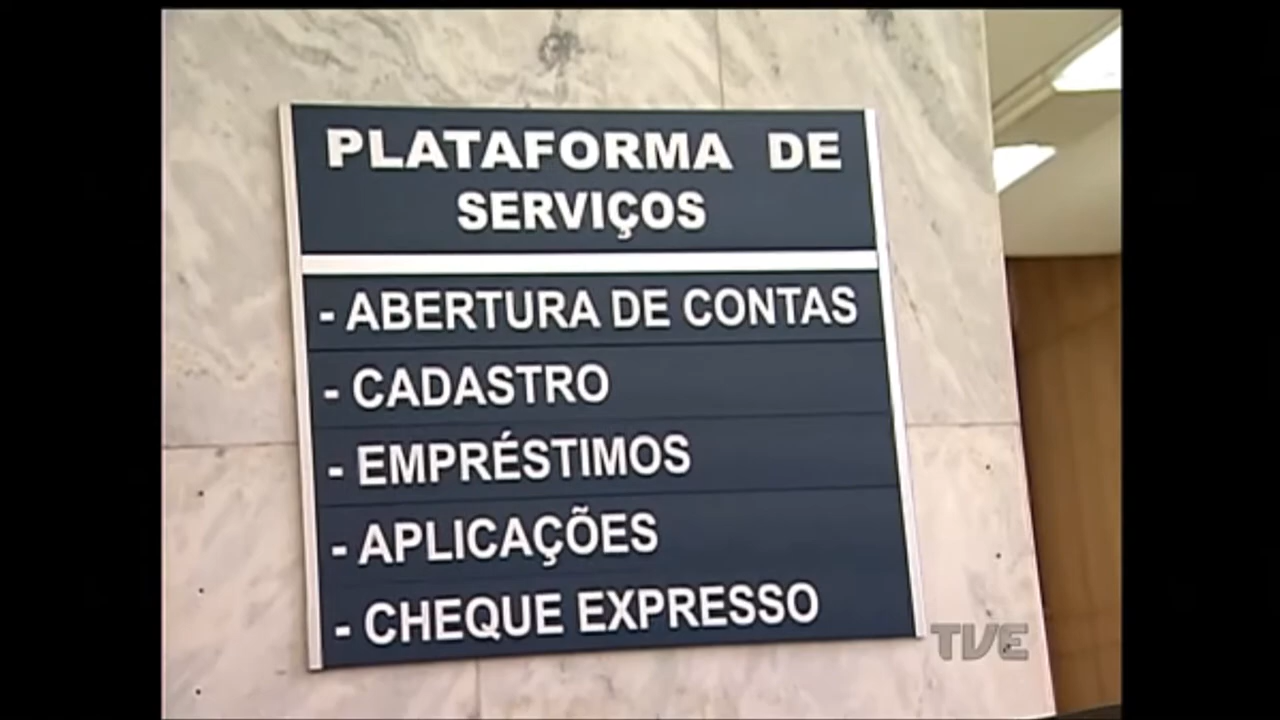 PLATAFORMA DE
SERVIÇOS
- ABERTURA DE CONTAS
- CADASTRO
- EMPRÉSTIMOS
- APLICAÇÕES
- CHEQUE EXPRESSO
TVE